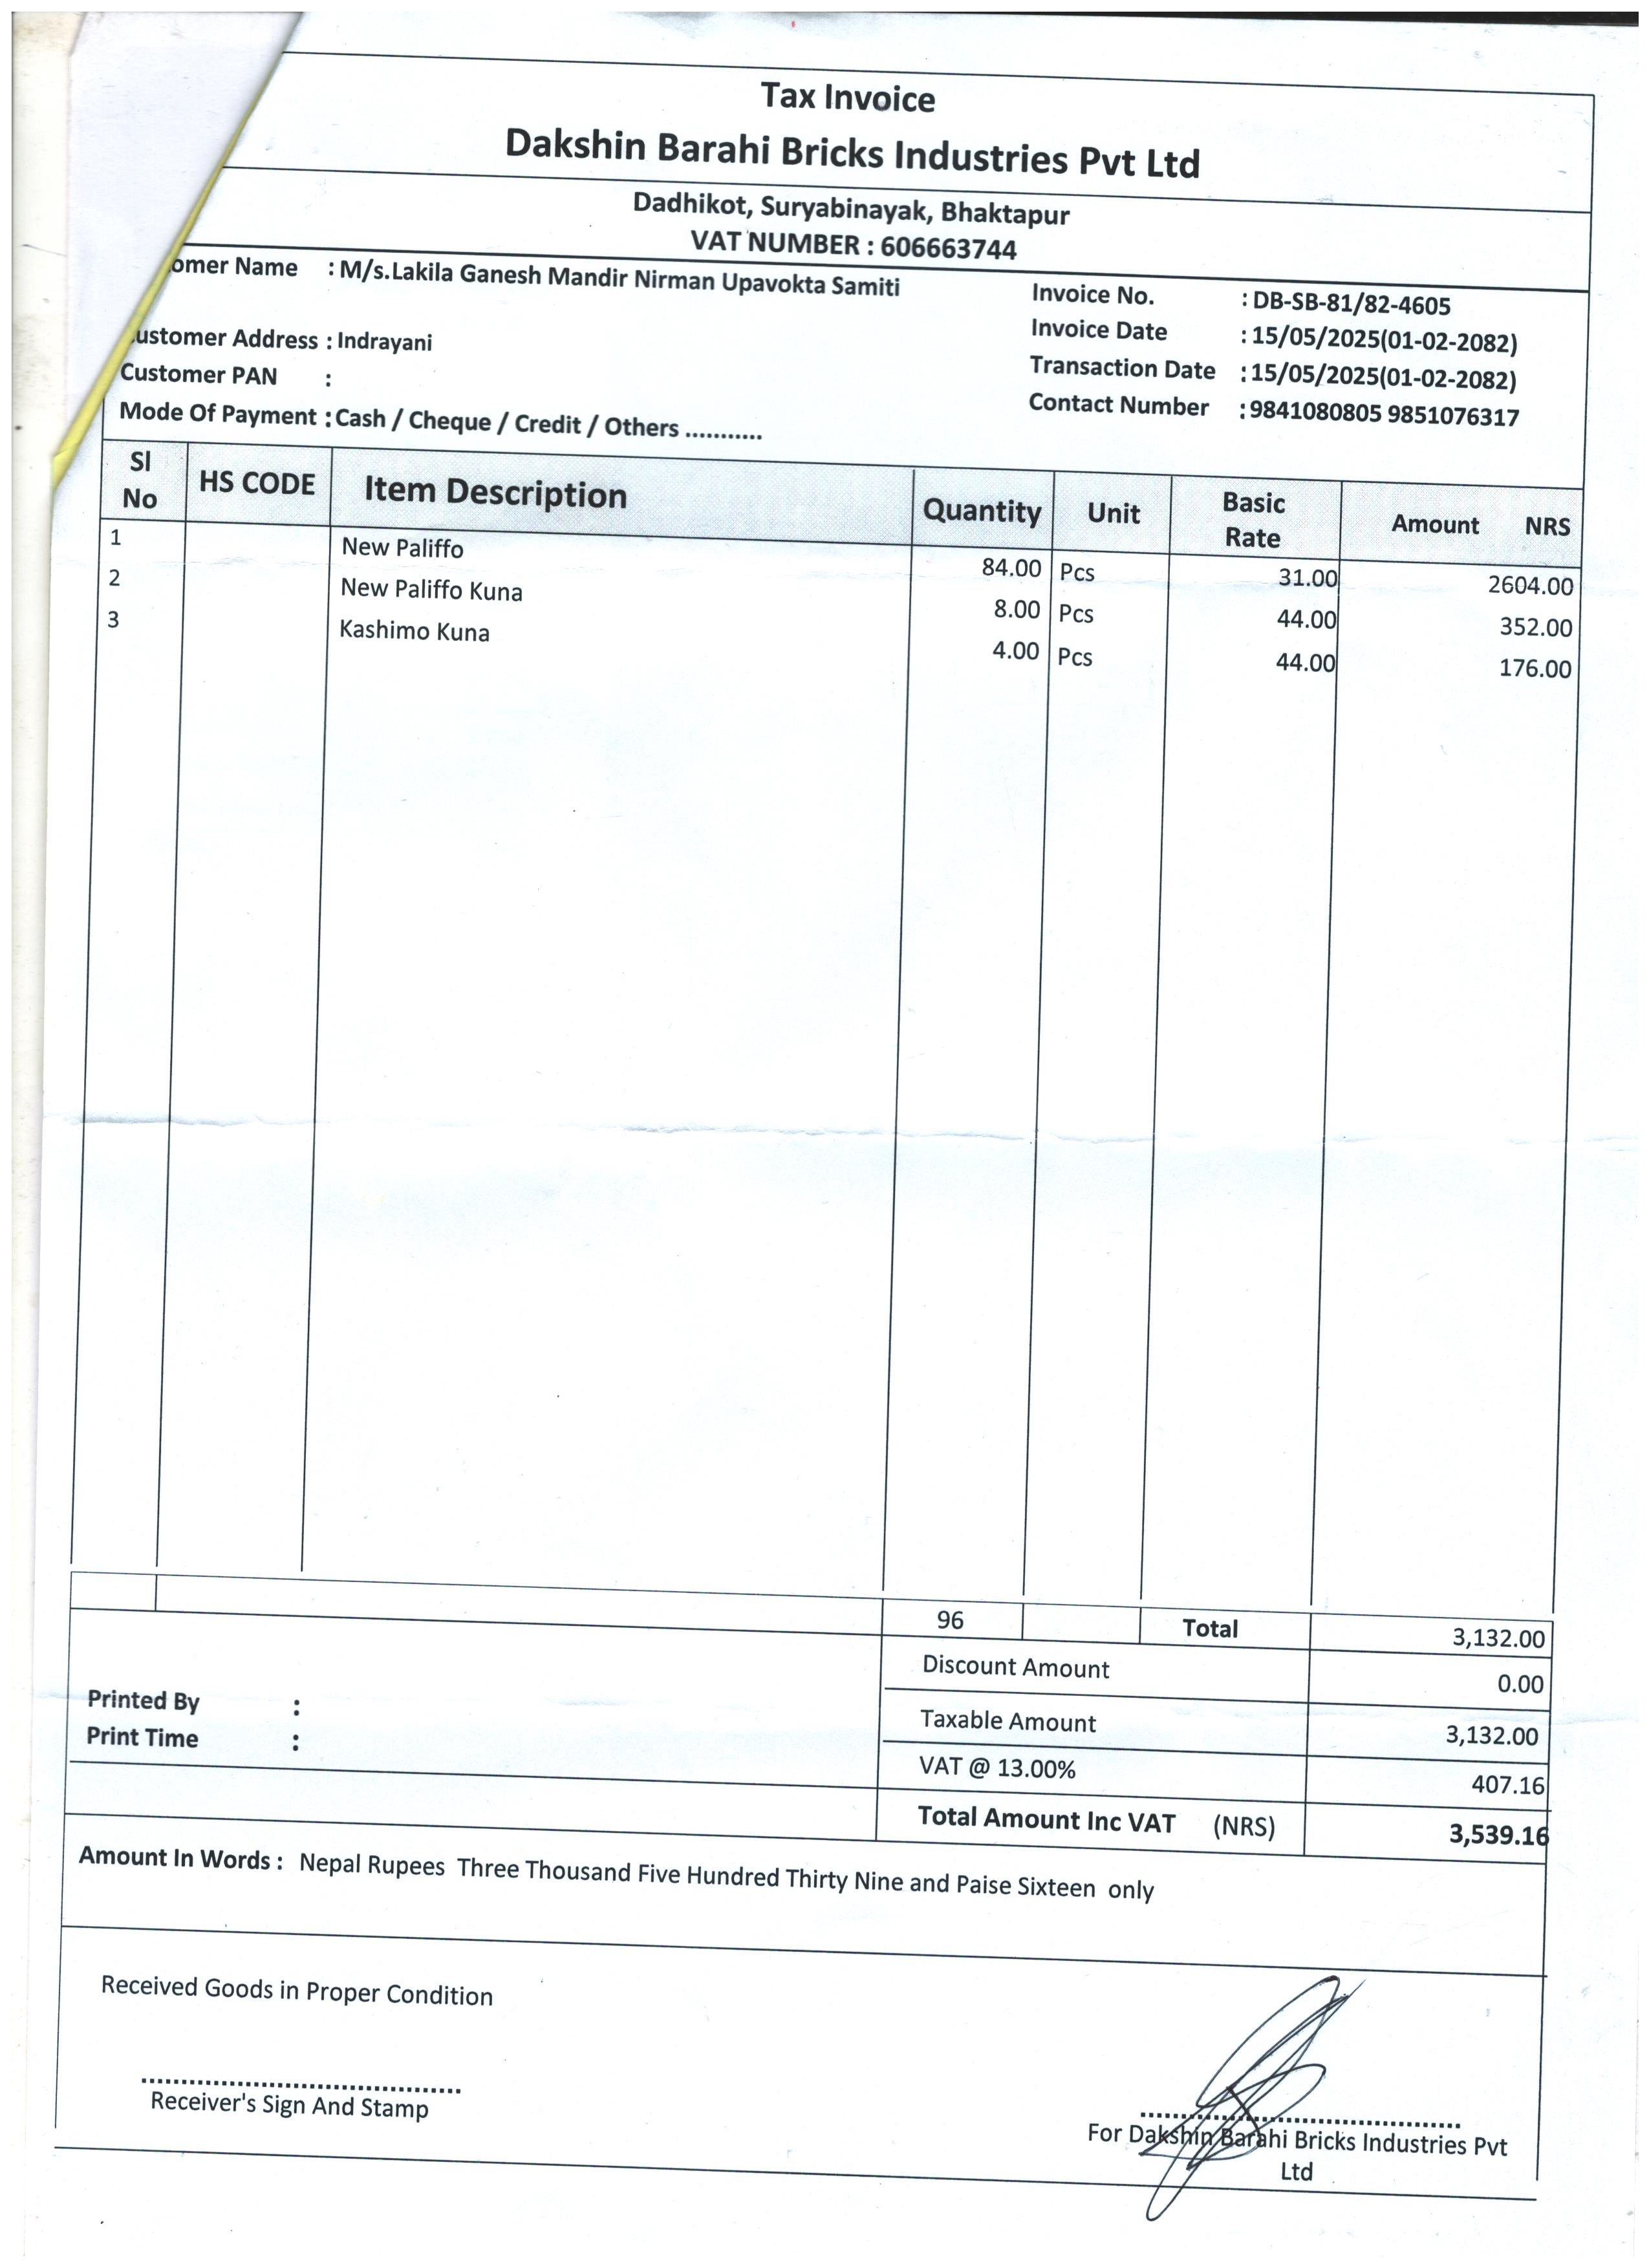 Tax Invoice
Dakshin Barahi Bricks Industries Pvt Ltd
Dadhikot, Suryabinayak, Bhaktapur
VAT NUMBER : 606663744
omer Name : M/s.Lakila Ganesh Mandir Nirman Upavokta Samiti
Invoice No. : DB-SB-81/82-4605
Invoice Date : 15/05/2025(01-02-2082)
ustomer Address : Indrayani
Transaction Date : 15/05/2025(01-02-2082)
Customer PAN :
Contact Number : 9841080805 9851076317
Mode Of Payment : Cash / Cheque / Credit / Others ...........
Sl No HS CODE Item Description Quantity Unit Basic Rate Amount NRS
1 New Paliffo 84.00 Pcs 31.00 2604.00
2 New Paliffo Kuna 8.00 Pcs 44.00 352.00
3 Kashimo Kuna 4.00 Pcs 44.00 176.00
96 Total 3,132.00
Discount Amount 0.00
Printed By :
Taxable Amount 3,132.00
Print Time :
VAT @ 13.00% 407.16
Total Amount Inc VAT (NRS) 3,539.16
Amount In Words : Nepal Rupees Three Thousand Five Hundred Thirty Nine and Paise Sixteen only
Received Goods in Proper Condition
Receiver's Sign And Stamp
For Dakshin Barahi Bricks Industries Pvt
Ltd